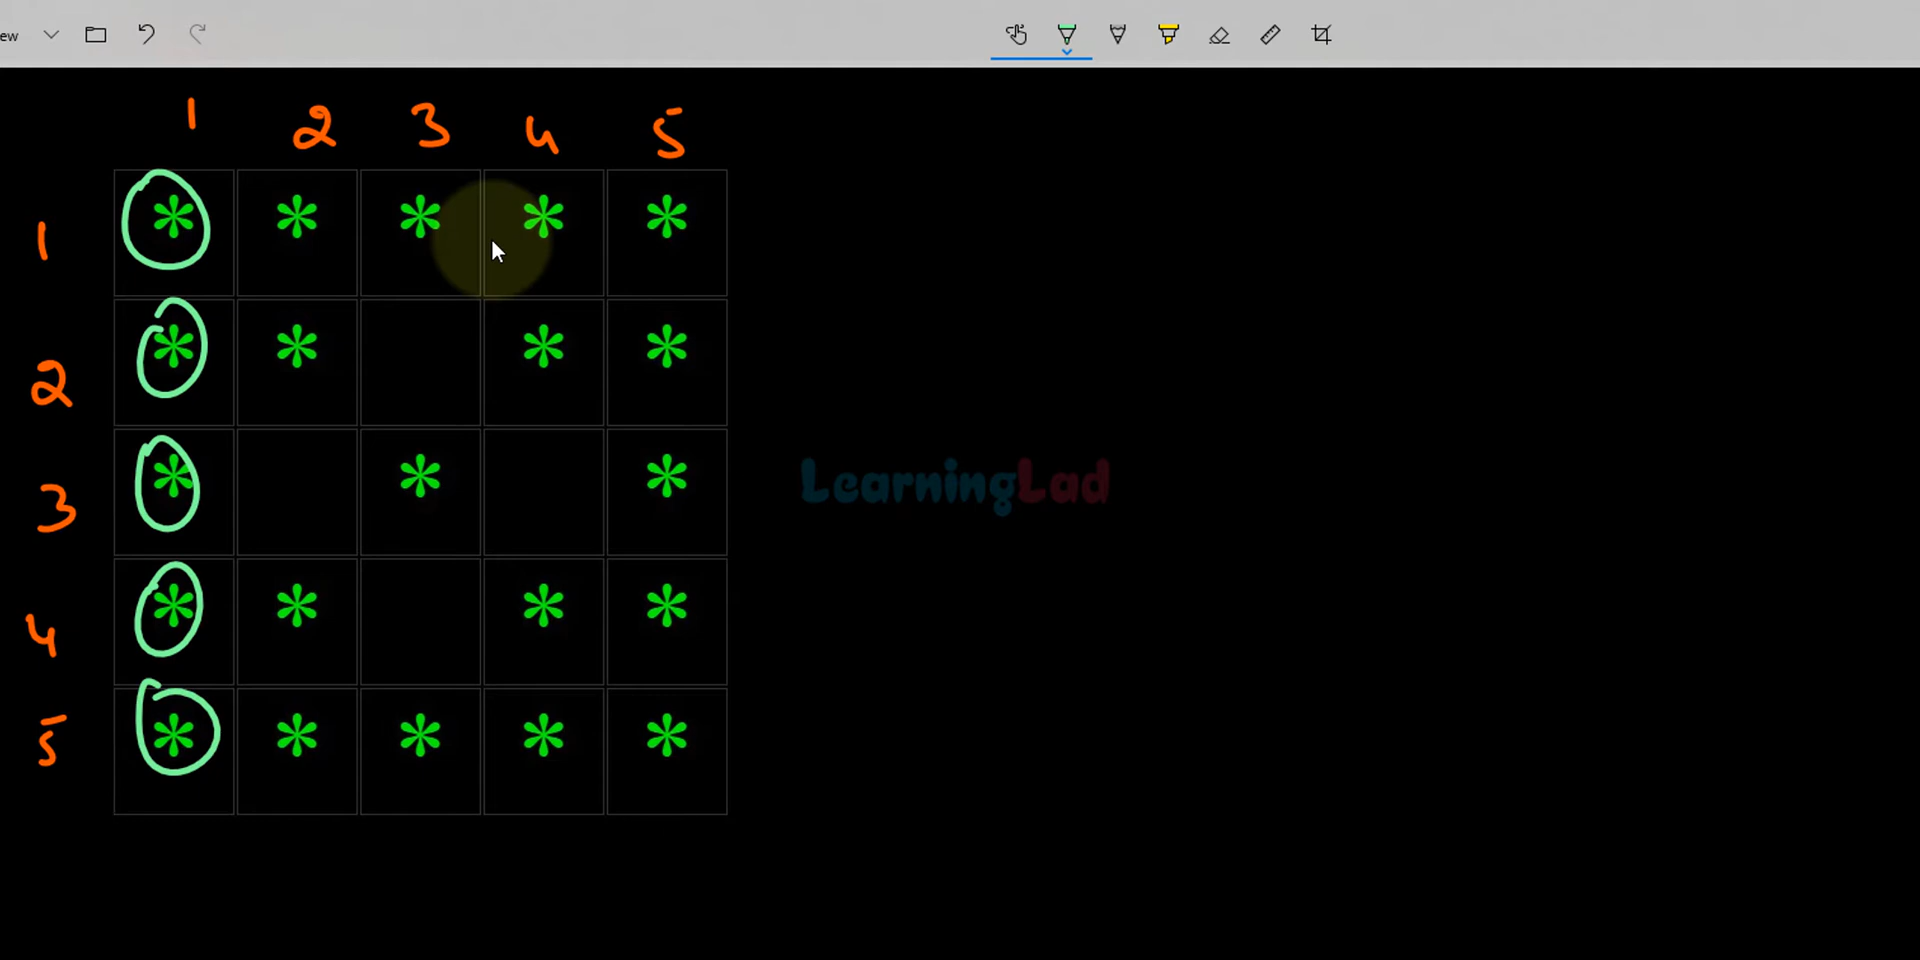 ew
1 2 3 4 5
1 * * * * *
2 * * * *
3 * * *
4 * * * *
5 * * * * *
LearningLad